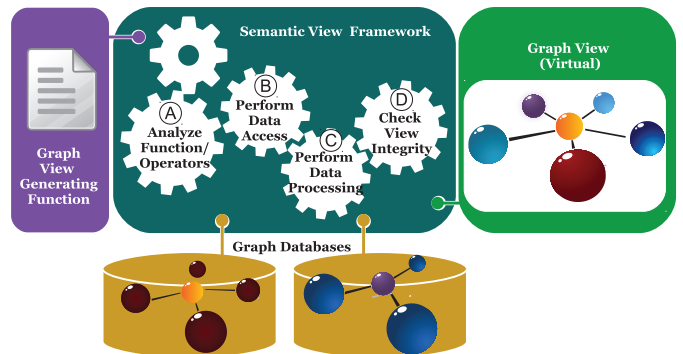 Semantic View Framework
Graph
View
Generating
Function
A
Analyze
Function/
Operators
B
Perform
Data
Access
C
Perform
Data
Processing
D
Check
View
Integrity
Graph View
(Virtual)
Graph Databases